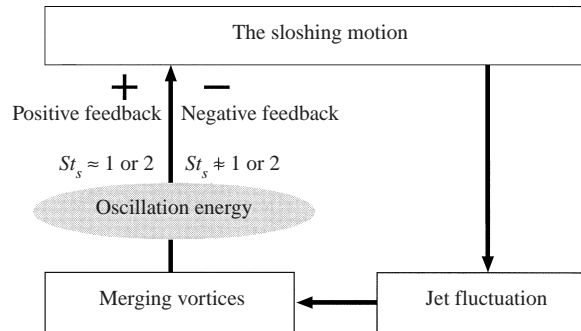 The sloshing motion
+ −
Positive feedback Negative feedback
St_s ≈ 1 or 2 St_s ≠ 1 or 2
Oscillation energy
Merging vortices Jet fluctuation